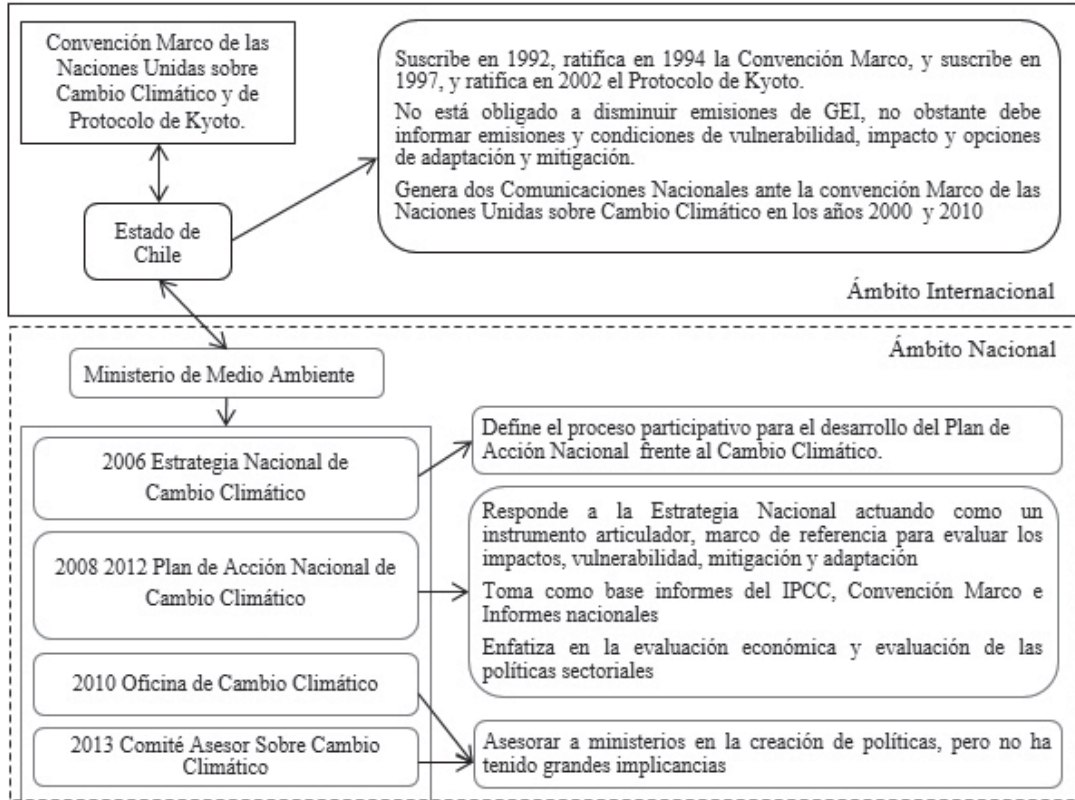 Convención Marco de las
Naciones Unidas sobre
Cambio Climático y de
Protocolo de Kyoto.
Suscribe en 1992, ratifica en 1994 la Convención Marco, y suscribe en
1997, y ratifica en 2002 el Protocolo de Kyoto.
No está obligado a disminuir emisiones de GEI, no obstante debe
informar emisiones y condiciones de vulnerabilidad, impacto y opciones
de adaptación y mitigación.
Genera dos Comunicaciones Nacionales ante la convención Marco de las
Naciones Unidas sobre Cambio Climático en los años 2000 y 2010
Estado de
Chile
Ámbito Internacional
Ámbito Nacional
Ministerio de Medio Ambiente
2006 Estrategia Nacional de
Cambio Climático
Define el proceso participativo para el desarrollo del Plan de
Acción Nacional frente al Cambio Climático.
2008 2012 Plan de Acción Nacional de
Cambio Climático
Responde a la Estrategia Nacional actuando como un
instrumento articulador, marco de referencia para evaluar los
impactos, vulnerabilidad, mitigación y adaptación
Toma como base informes del IPCC, Convención Marco e
Informes nacionales
Enfatiza en la evaluación económica y evaluación de las
políticas sectoriales
2010 Oficina de Cambio Climático
2013 Comité Asesor Sobre Cambio
Climático
Asesorar a ministerios en la creación de políticas, pero no ha
tenido grandes implicancias